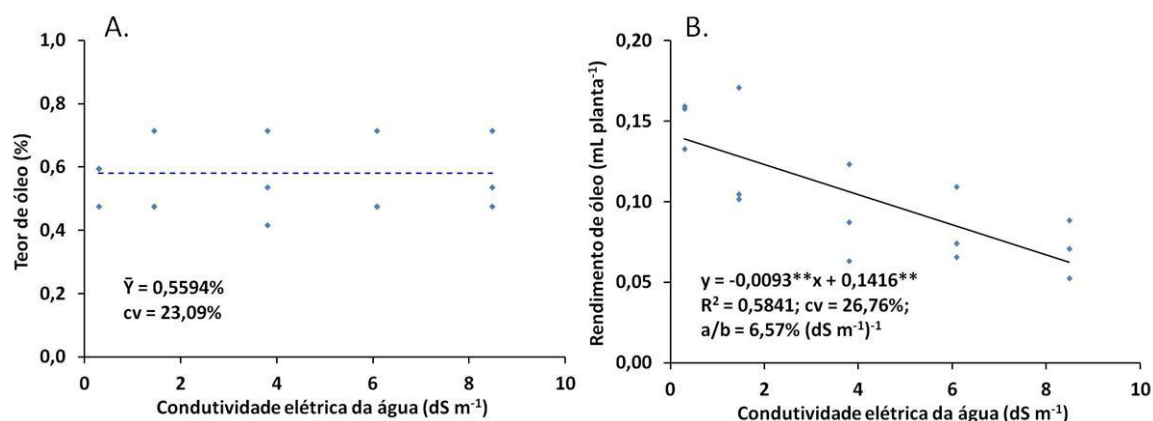 A.
Teor de óleo (%)
1,0
0,8
0,6
0,4
0,2
0,0
Ȳ = 0,5594%
cv = 23,09%
0 2 4 6 8 10
Condutividade elétrica da água (dS m⁻¹)
B.
Rendimento de óleo (mL planta⁻¹)
0,20
0,15
0,10
0,05
0,00
y = -0,0093**x + 0,1416**
R² = 0,5841; cv = 26,76%;
a/b = 6,57% (dS m⁻¹)⁻¹
0 2 4 6 8 10
Condutividade elétrica da água (dS m⁻¹)